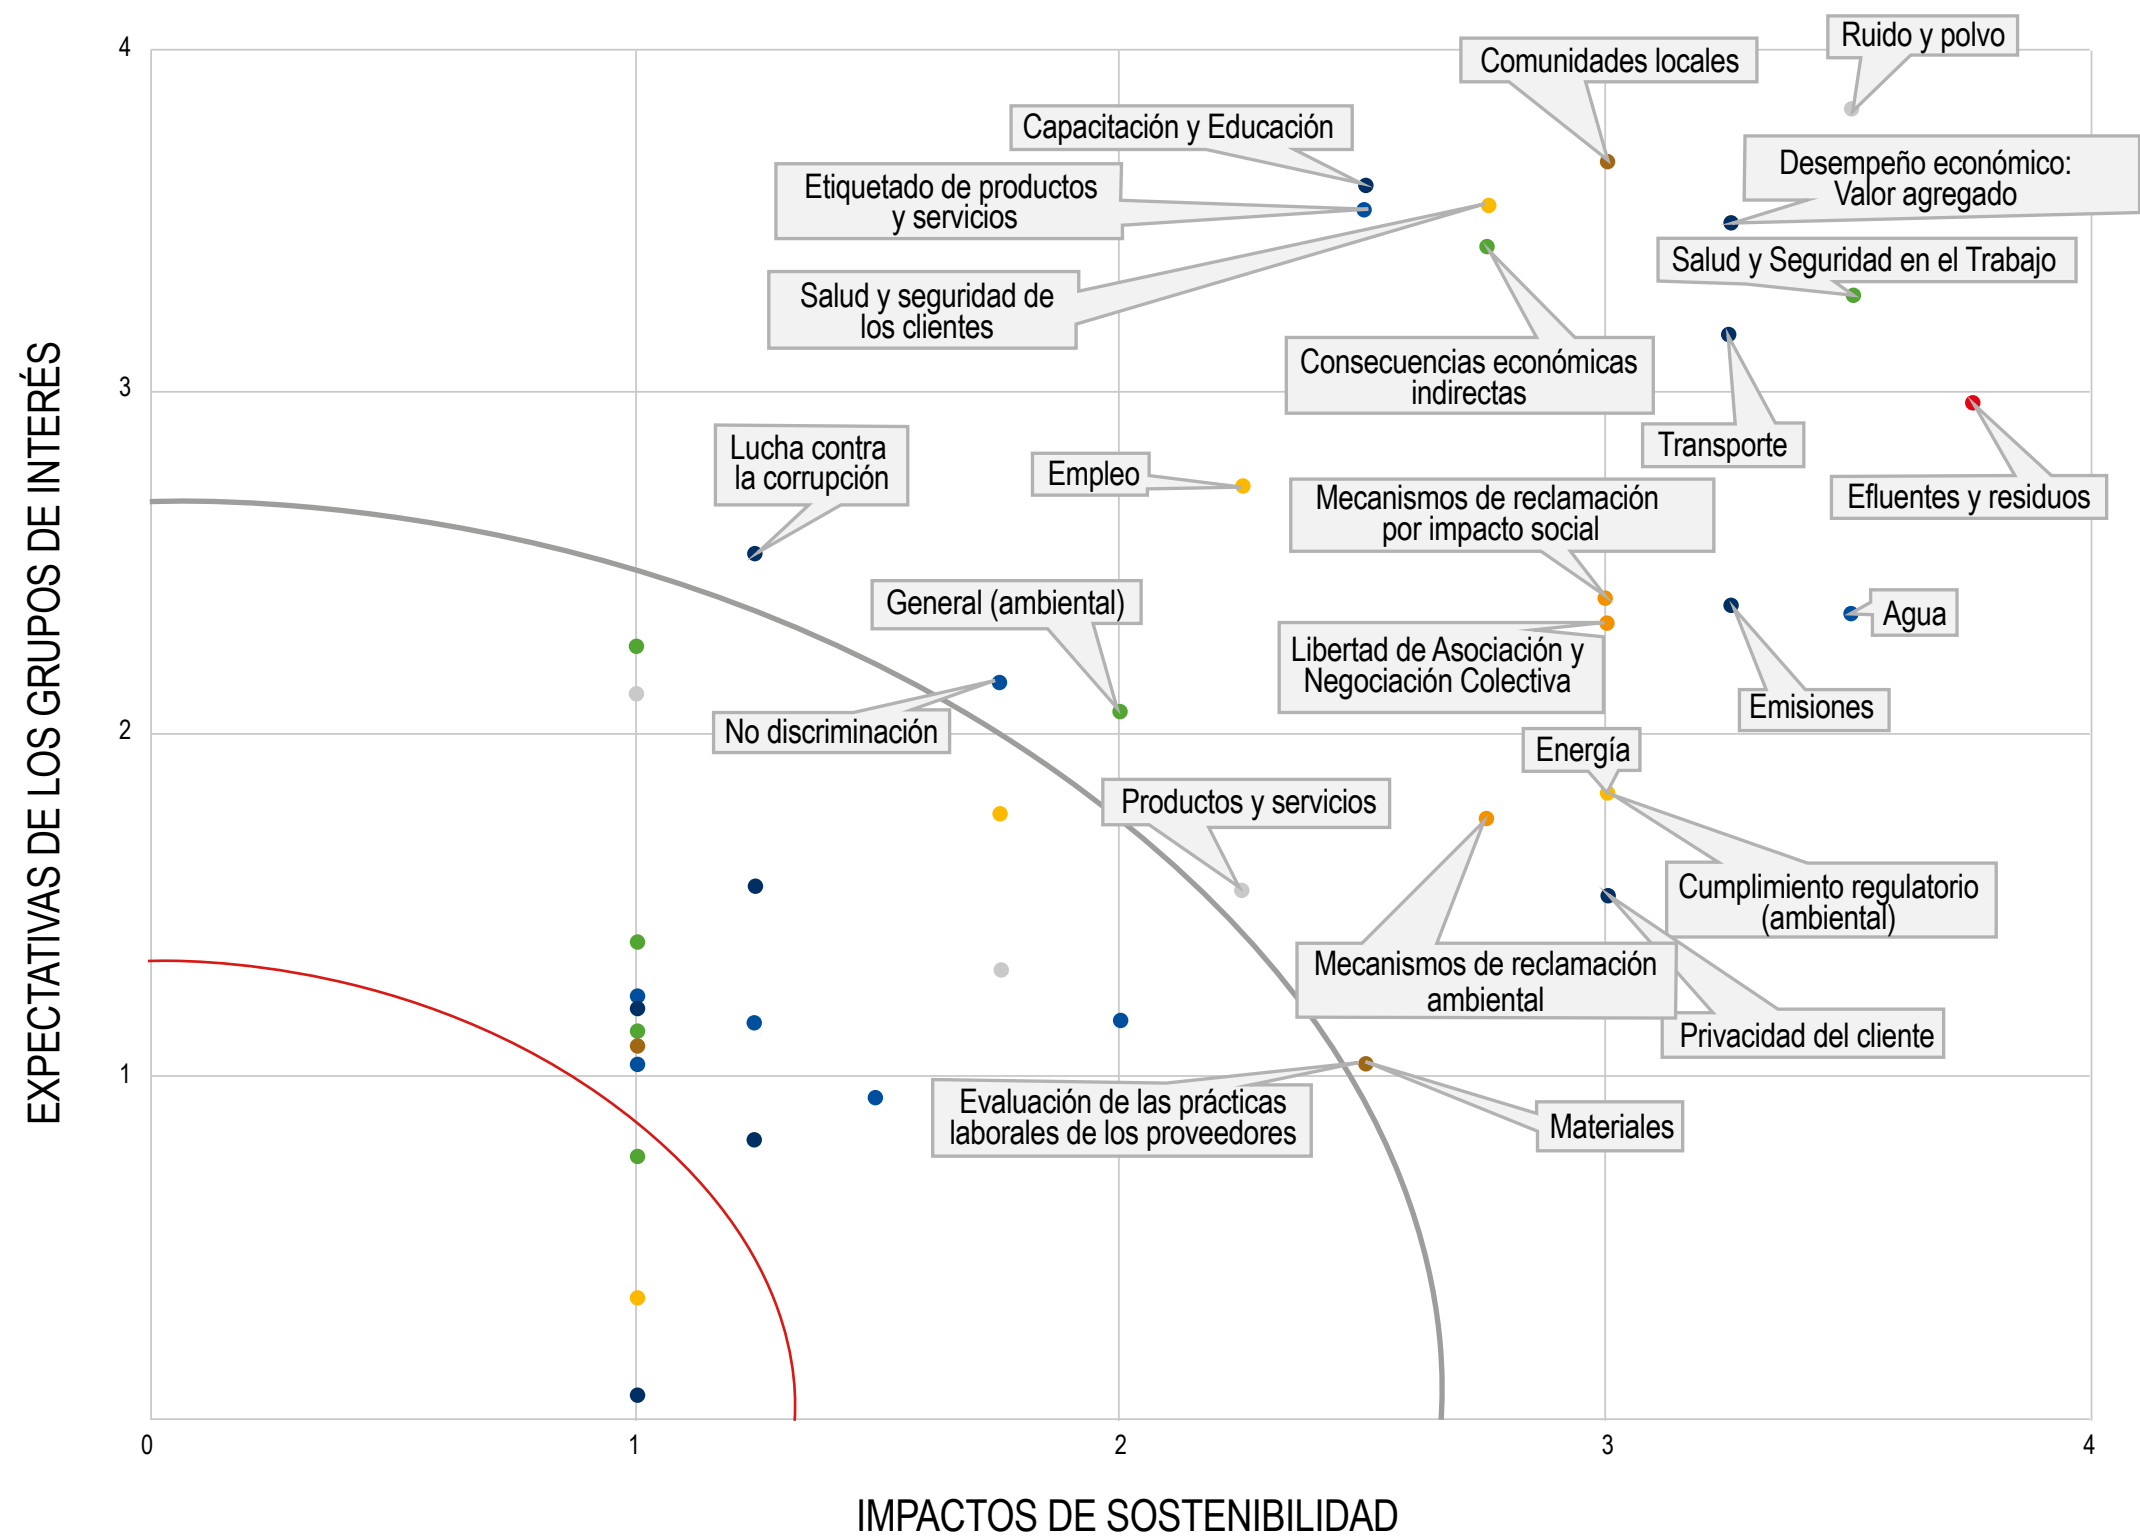 4
Ruido y polvo
Comunidades locales
Capacitación y Educación
Desempeño económico:
Valor agregado
Etiquetado de productos
y servicios
Salud y Seguridad en el Trabajo
Salud y seguridad de
los clientes
Consecuencias económicas
indirectas
3
Transporte
Lucha contra
la corrupción
Empleo
Mecanismos de reclamación
por impacto social
Efluentes y residuos
General (ambiental)
Agua
Libertad de Asociación y
Negociación Colectiva
Emisiones
2
No discriminación
Energía
Productos y servicios
Cumplimiento regulatorio
(ambiental)
Mecanismos de reclamación
ambiental
Privacidad del cliente
1
Evaluación de las prácticas
laborales de los proveedores
Materiales
EXPECTATIVAS DE LOS GRUPOS DE INTERÉS
0
1
2
3
4
IMPACTOS DE SOSTENIBILIDAD